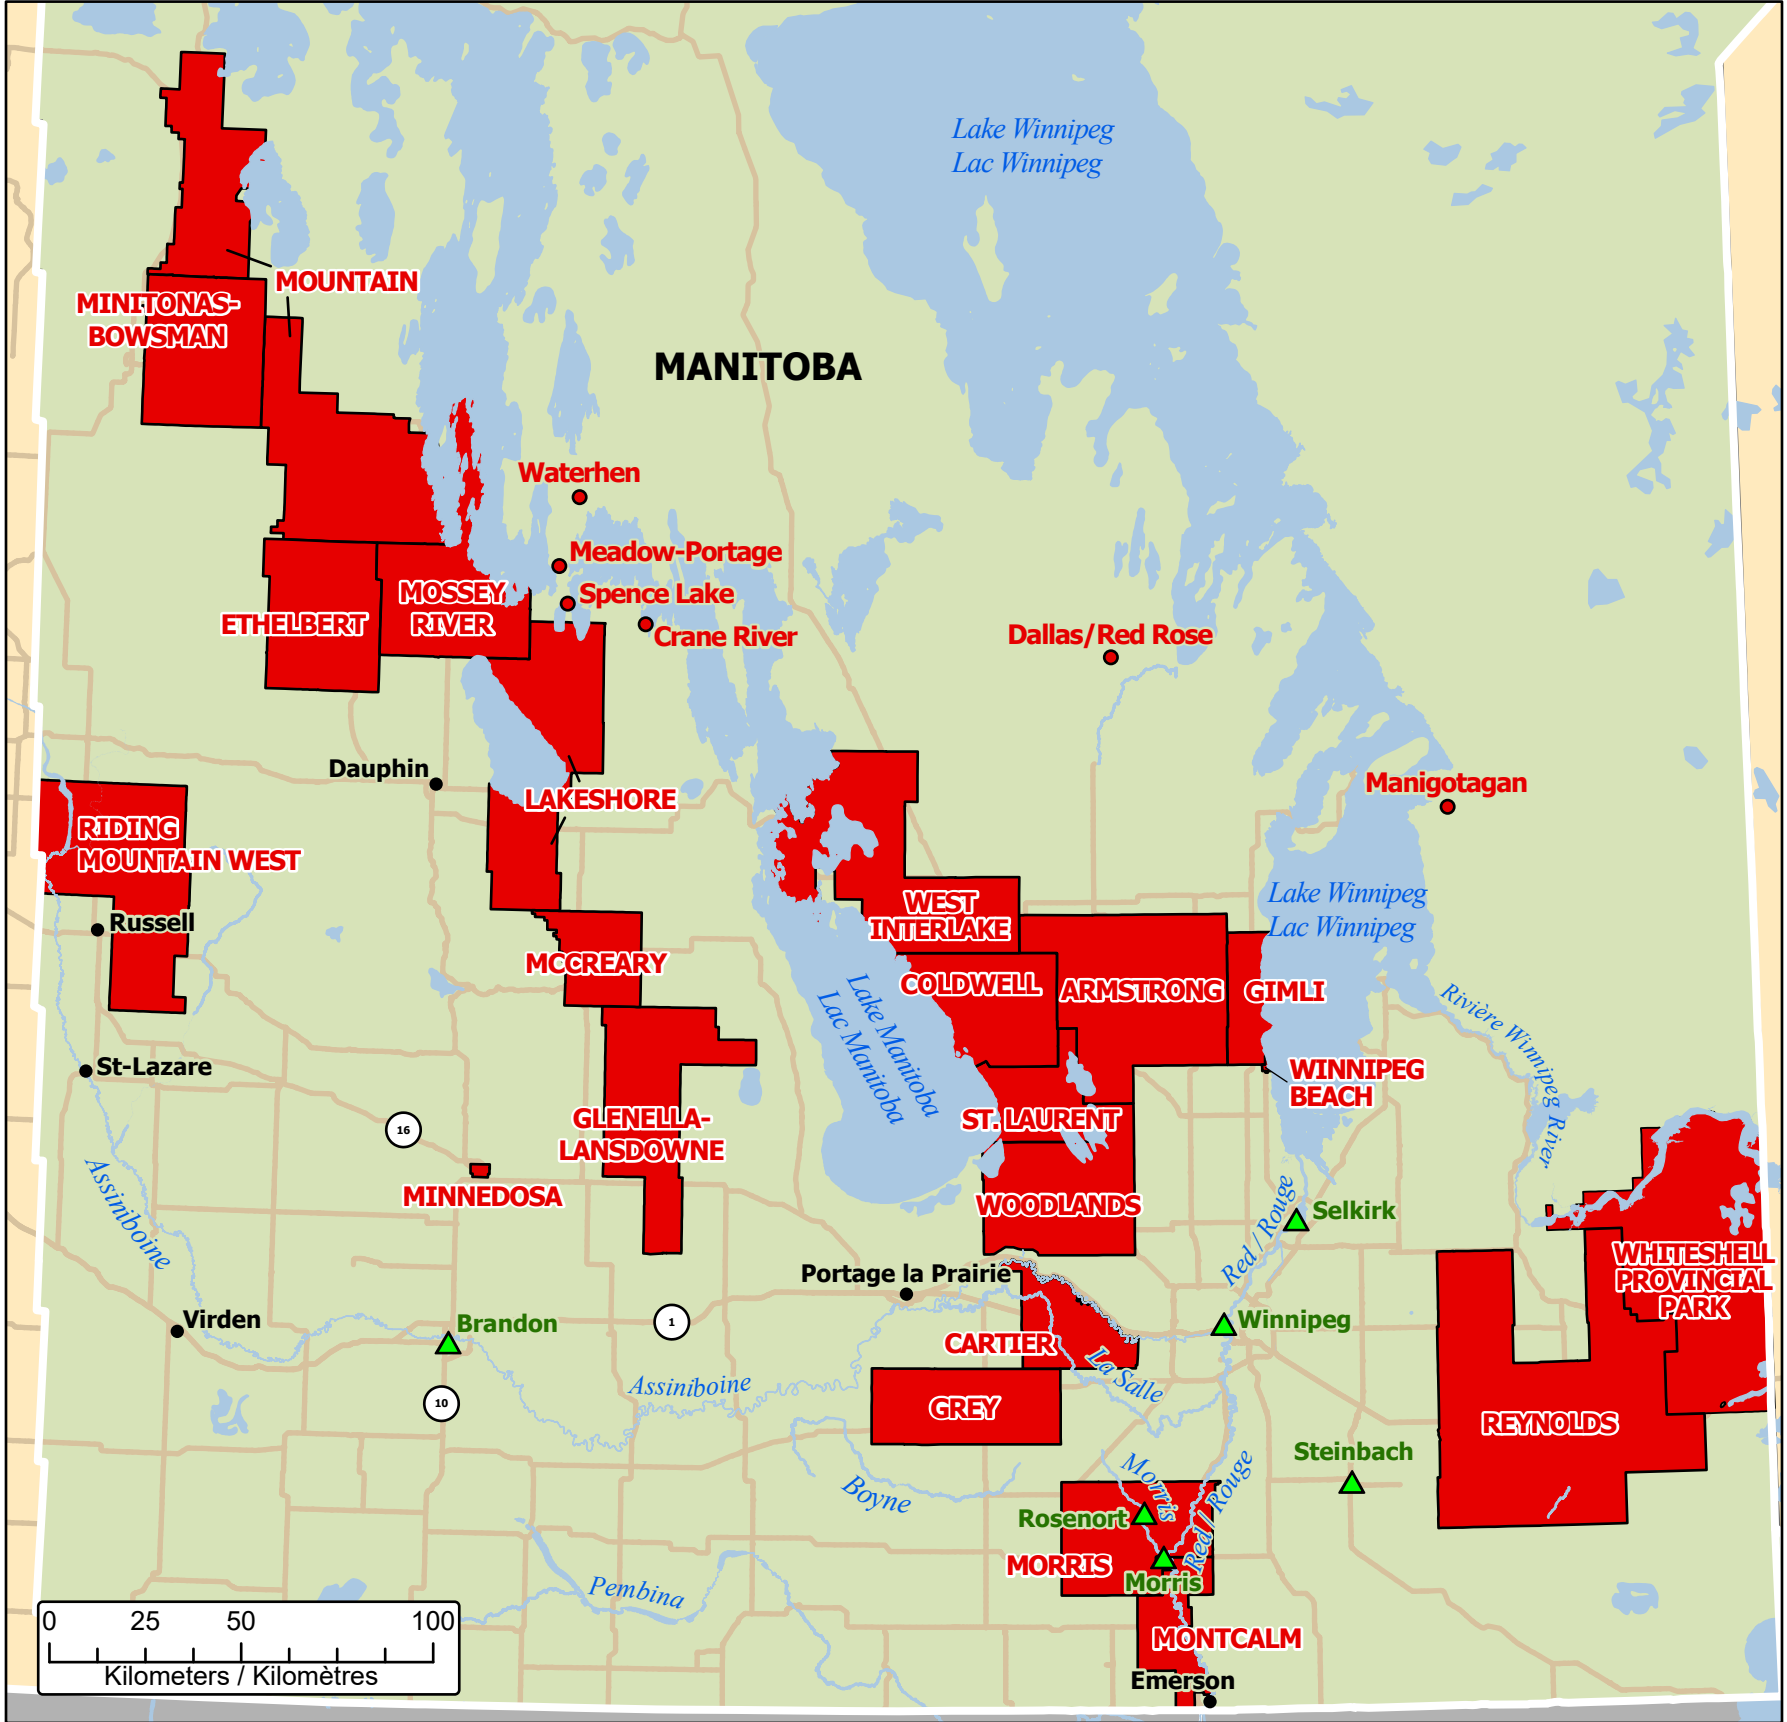 Lake Winnipeg
Lac Winnipeg
MOUNTAIN
MINITONAS-
BOWSMAN
MANITOBA
Waterhen
Meadow-Portage
MOSSEY
RIVER
Spence Lake
ETHELBERT
Crane River
Dallas/Red Rose
Dauphin
LAKESHORE
Manigotagan
RIDING
MOUNTAIN WEST
Lake Winnipeg
Lac Winnipeg
WEST
INTERLAKE
Russell
MCCREARY
COLDWELL
ARMSTRONG
GIMLI
Lake Manitoba
Lac Manitoba
Rivière Winnipeg River
St-Lazare
WINNIPEG
BEACH
GLENELLA-
LANSDOWNE
ST. LAURENT
16
MINNEDOSA
WOODLANDS
Assiniboine
Red / Rouge
Selkirk
WHITESHELL
PROVINCIAL
PARK
Portage la Prairie
Virden
Brandon
1
Winnipeg
CARTIER
La Salle
Assiniboine
10
GREY
REYNOLDS
Steinbach
Boyne
Morris
Red / Rouge
Rosenort
MORRIS
Morris
Pembina
MONTCALM
Emerson
0 25 50 100
Kilometers / Kilomètres